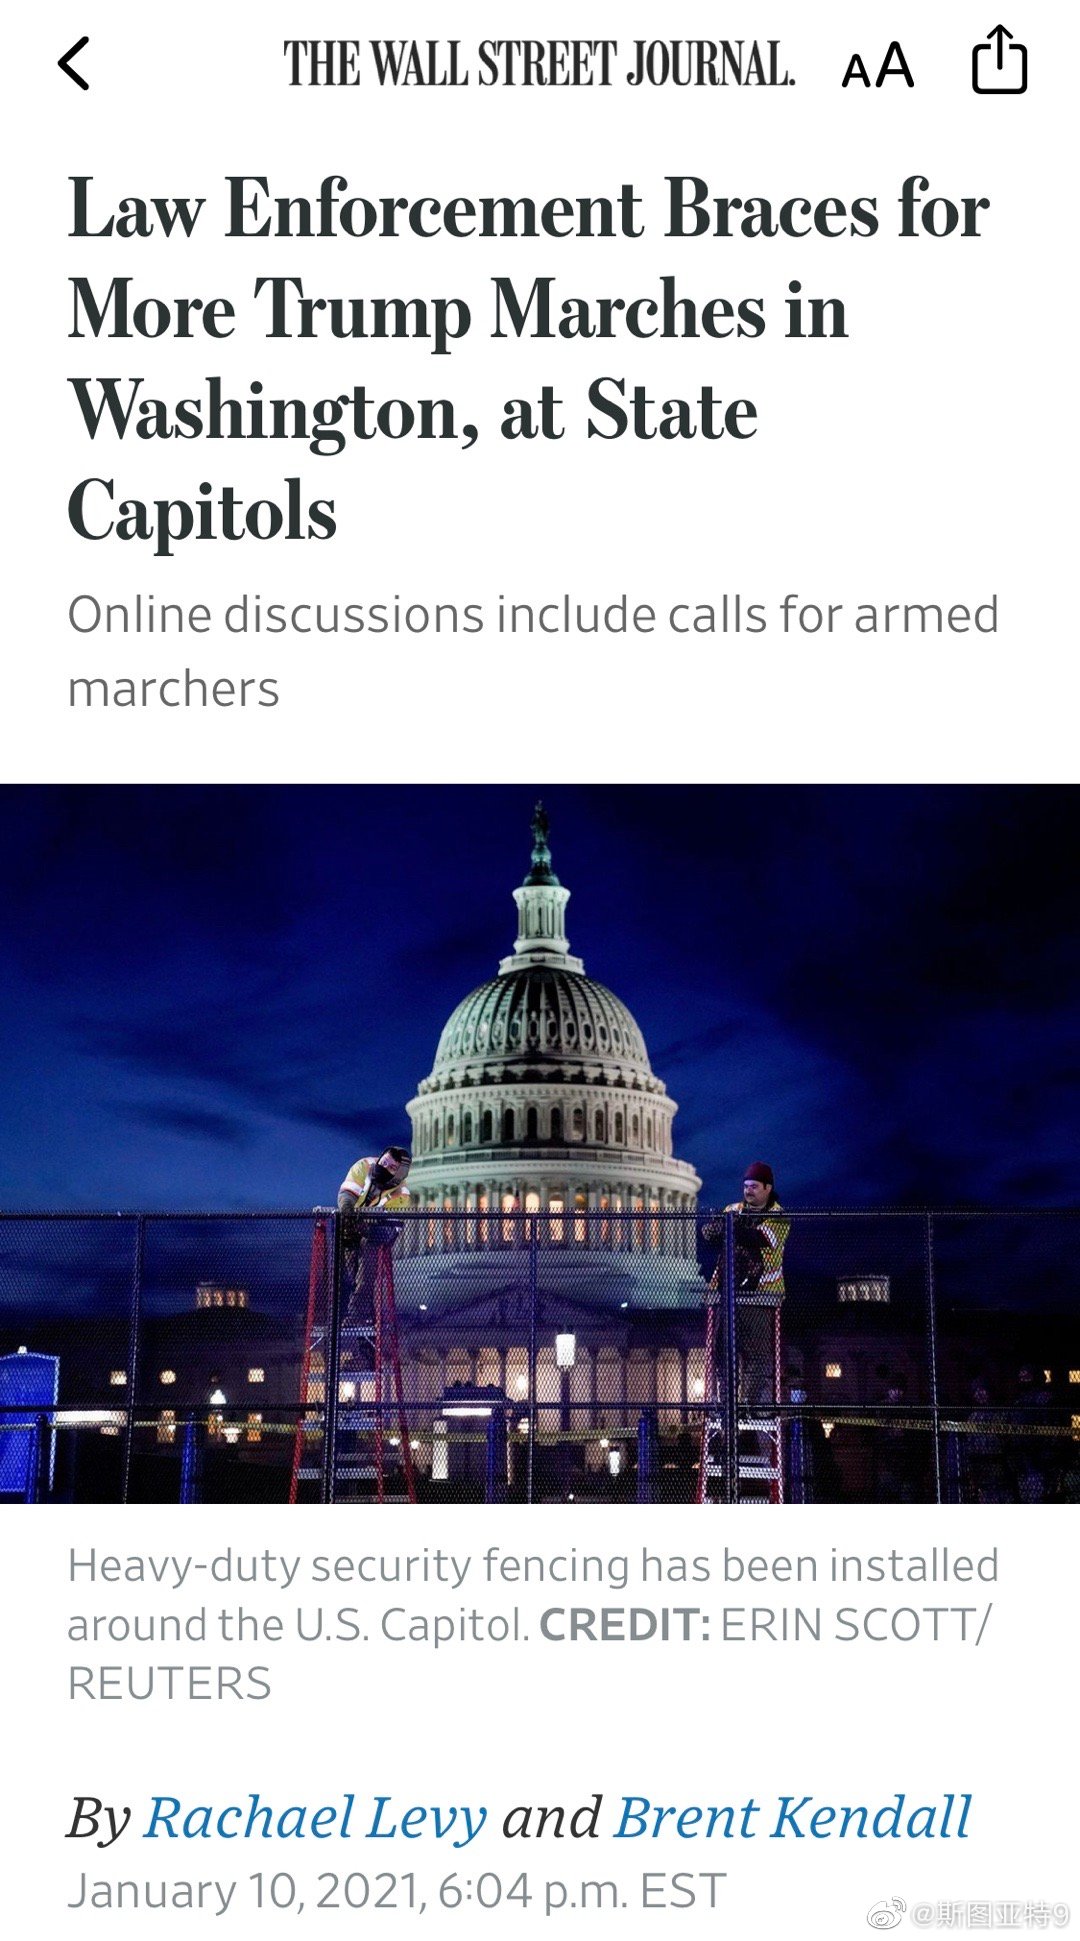 THE WALL STREET JOURNAL.
AA
Law Enforcement Braces for
More Trump Marches in
Washington, at State
Capitols
Online discussions include calls for armed
marchers
Heavy-duty security fencing has been installed
around the U.S. Capitol. CREDIT: ERIN SCOTT/
REUTERS
By Rachael Levy and Brent Kendall
January 10, 2021, 6:04 p.m. EST
@斯图亚特9